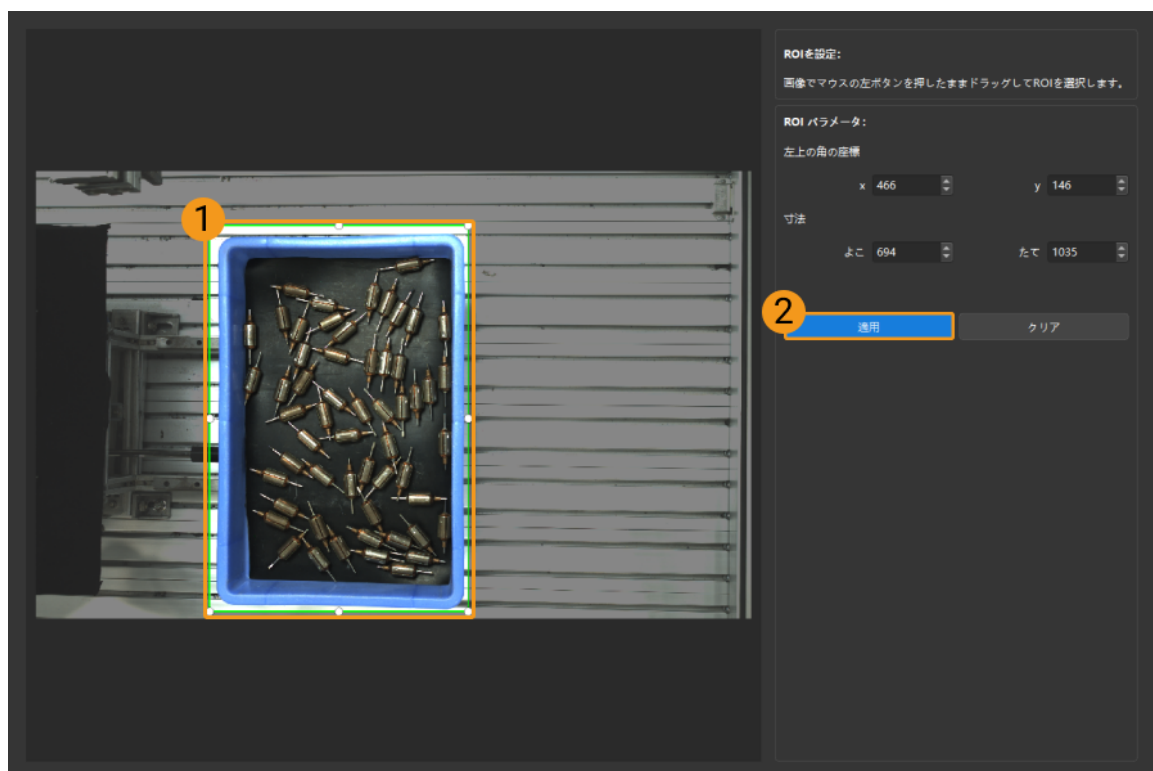 1
ROIを設定:
画像でマウスの左ボタンを押したままドラッグしてROIを選択します。
ROI パラメータ:
左上の角の座標
x 466 y 146
寸法
よこ 694 たて 1035
2
適用 クリア